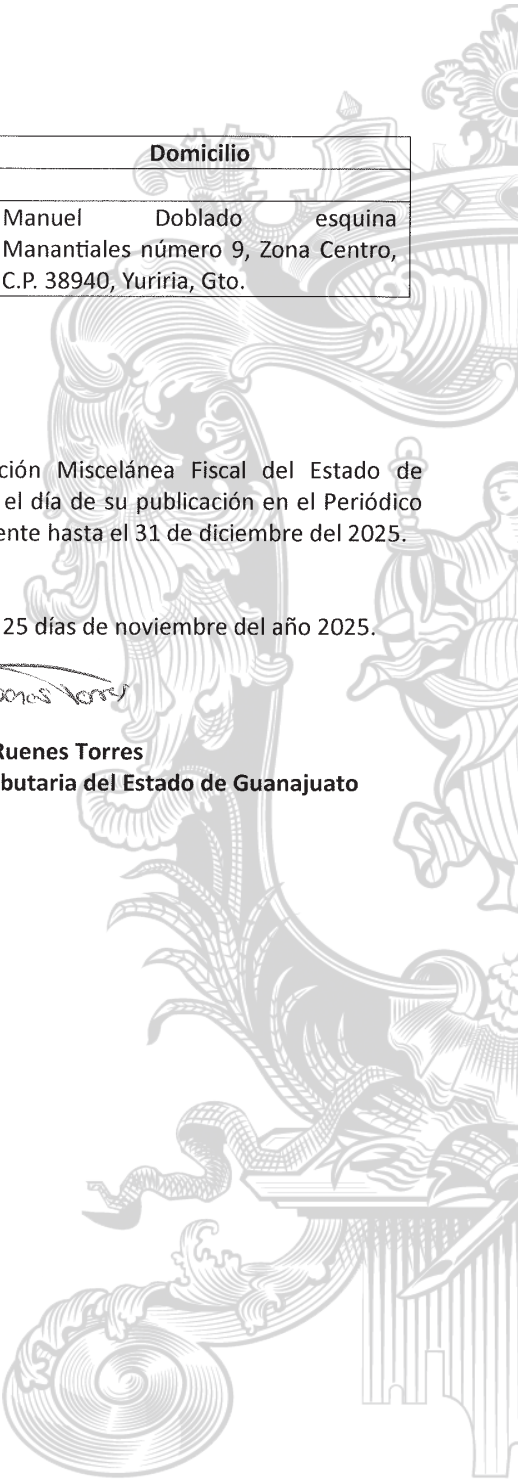 Domicilio
Manuel Doblado esquina
Manantiales número 9, Zona Centro,
C.P. 38940, Yuriria, Gto.
ción Miscelánea Fiscal del Estado de
el día de su publicación en el Periódico
ente hasta el 31 de diciembre del 2025.
25 días de noviembre del año 2025.
Torres
Ruenes Torres
butaria del Estado de Guanajuato